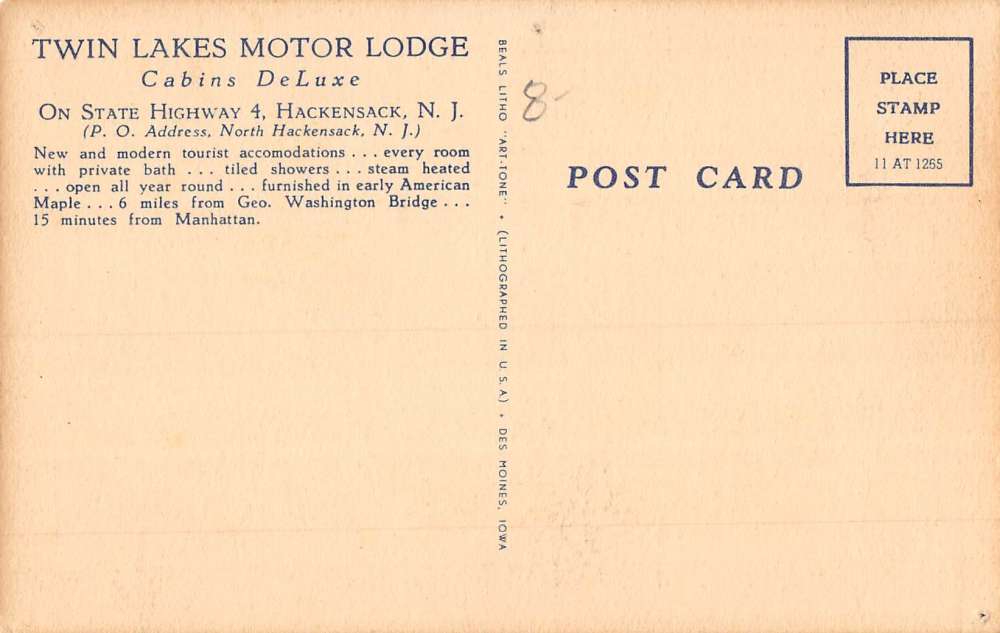 TWIN LAKES MOTOR LODGE
Cabins DeLuxe
ON STATE HIGHWAY 4, HACKENSACK, N. J.
(P. O. Address, North Hackensack, N. J.)
New and modern tourist accomodations . . . every room
with private bath . . . tiled showers . . . steam heated
. . . open all year round . . . furnished in early American
Maple . . . 6 miles from Geo. Washington Bridge . . .
15 minutes from Manhattan.
BEALS LITHO "ART-TONE" • (LITHOGRAPHED IN U. S. A.) • DES MOINES, IOWA
8-
POST CARD
PLACE
STAMP
HERE
11 AT 1265